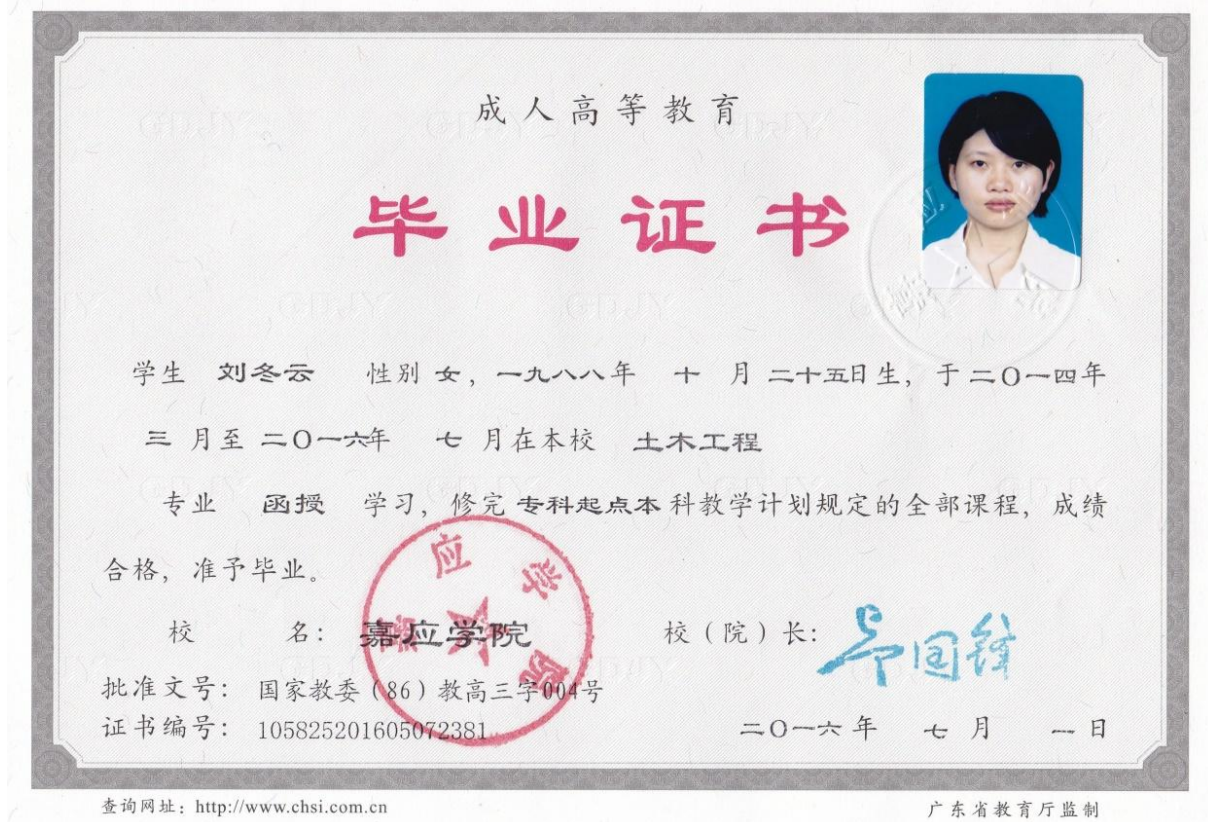 成人高等教育
毕业证书
学生 刘冬云 性别 女，一九八八年 十 月 二十五日生，于二〇一四年
三 月至 二〇一六年 七 月在本校 土木工程
专业 函授 学习，修完 专科起点本 科教学计划规定的全部课程，成绩
合格，准予毕业。
校 名： 嘉应学院 校（院）长：
批准文号： 国家教委（86）教高三字004号
证书编号： 105825201605072381 二〇一六 年 七 月 一 日
嘉应学院
查询网址：http://www.chsi.com.cn 广东省教育厅监制